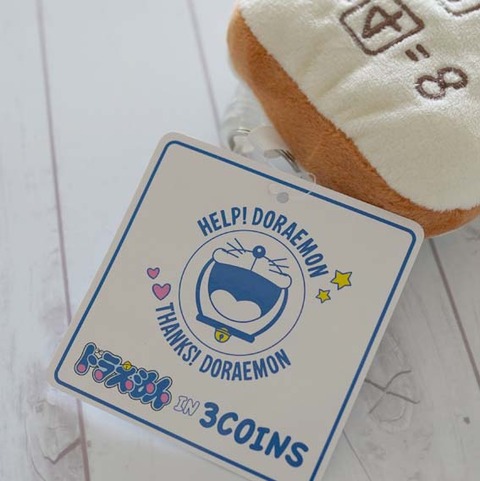 4 = 8
HELP! DORAEMON
THANKS! DORAEMON
ドラえもん IN 3COINS